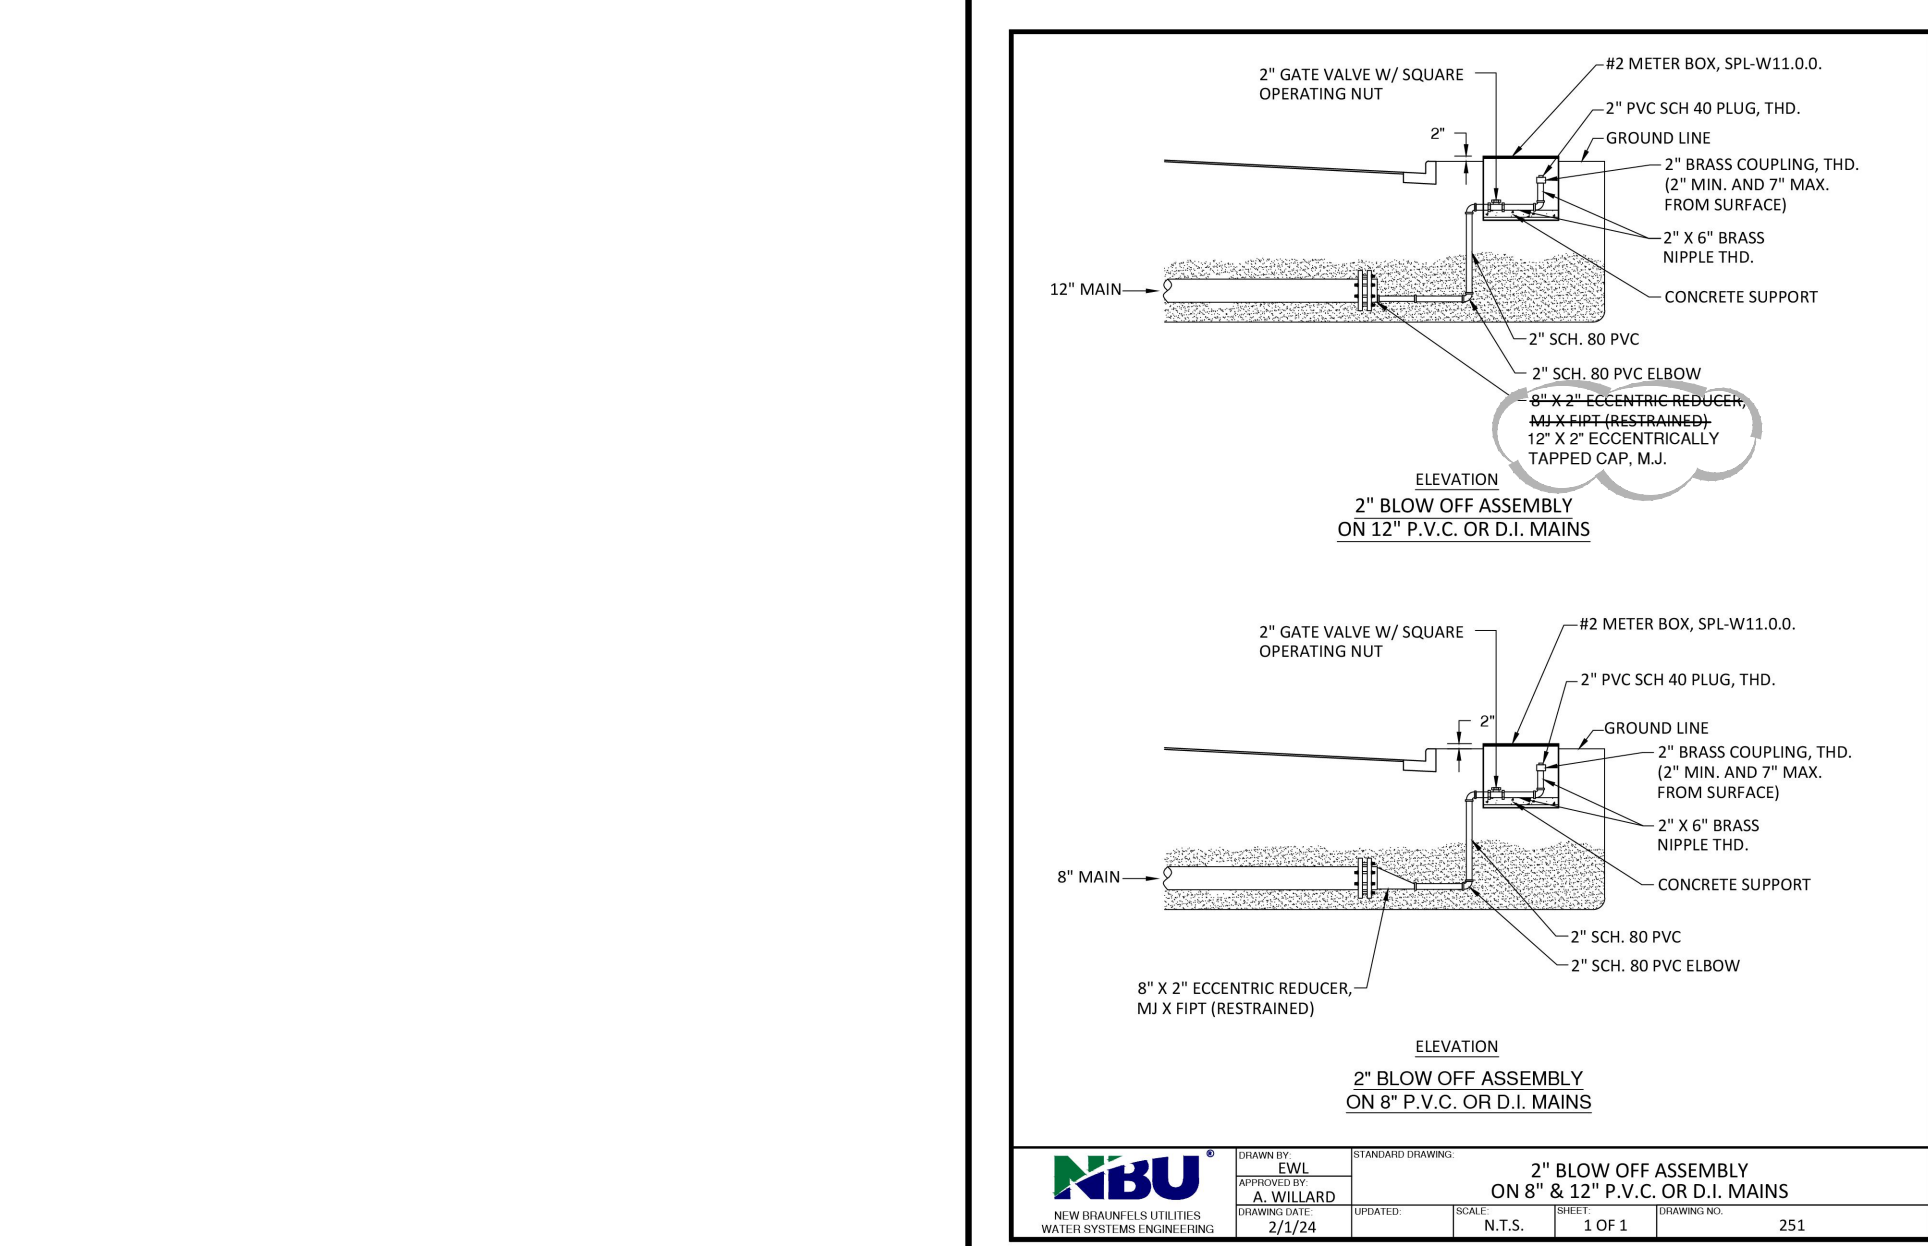 2" GATE VALVE W/ SQUARE
OPERATING NUT
#2 METER BOX, SPL-W11.0.0.
2" PVC SCH 40 PLUG, THD.
2"
GROUND LINE
2" BRASS COUPLING, THD.
(2" MIN. AND 7" MAX.
FROM SURFACE)
2" X 6" BRASS
NIPPLE THD.
12" MAIN
CONCRETE SUPPORT
2" SCH. 80 PVC
2" SCH. 80 PVC ELBOW
8" X 2" ECCENTRIC REDUCER,
MJ X FIPT (RESTRAINED)
12" X 2" ECCENTRICALLY
TAPPED CAP, M.J.
ELEVATION
2" BLOW OFF ASSEMBLY
ON 12" P.V.C. OR D.I. MAINS
2" GATE VALVE W/ SQUARE
OPERATING NUT
#2 METER BOX, SPL-W11.0.0.
2" PVC SCH 40 PLUG, THD.
2"
GROUND LINE
2" BRASS COUPLING, THD.
(2" MIN. AND 7" MAX.
FROM SURFACE)
2" X 6" BRASS
NIPPLE THD.
8" MAIN
CONCRETE SUPPORT
2" SCH. 80 PVC
2" SCH. 80 PVC ELBOW
8" X 2" ECCENTRIC REDUCER,
MJ X FIPT (RESTRAINED)
ELEVATION
2" BLOW OFF ASSEMBLY
ON 8" P.V.C. OR D.I. MAINS
NBU®
NEW BRAUNFELS UTILITIES
WATER SYSTEMS ENGINEERING
DRAWN BY:
EWL
APPROVED BY:
A. WILLARD
DRAWING DATE:
2/1/24
STANDARD DRAWING:
2" BLOW OFF ASSEMBLY
ON 8" & 12" P.V.C. OR D.I. MAINS
UPDATED:
SCALE:
N.T.S.
SHEET:
1 OF 1
DRAWING NO.
251